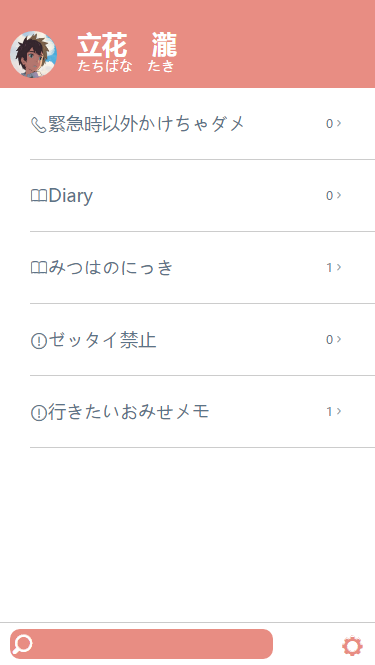 立花　瀧
たちばな　たき
緊急時以外かけちゃダメ 0
Diary 0
みつはのにっき 1
ゼッタイ禁止 0
行きたいおみせメモ 1